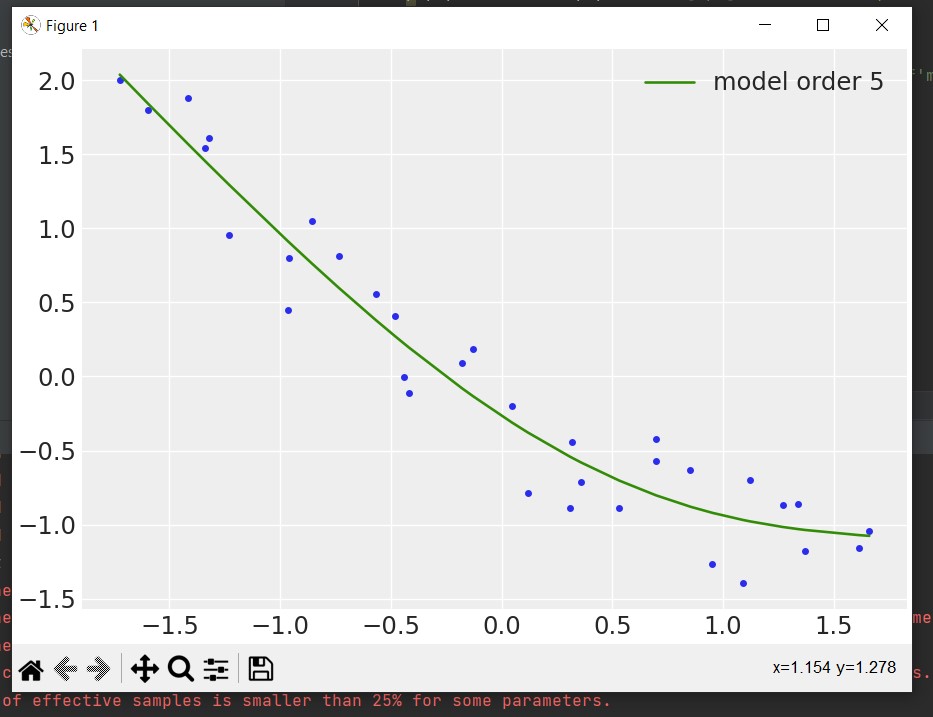 Figure 1
model order 5
2.0
1.5
1.0
0.5
0.0
−0.5
−1.0
−1.5
−1.5 −1.0 −0.5 0.0 0.5 1.0 1.5
x=1.154 y=1.278
of effective samples is smaller than 25% for some parameters.